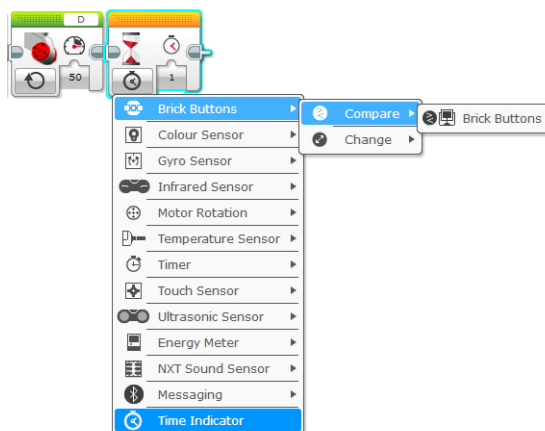 D
50
1
Brick Buttons
Compare
Brick Buttons
Colour Sensor
Change
Gyro Sensor
Infrared Sensor
Motor Rotation
Temperature Sensor
Timer
Touch Sensor
Ultrasonic Sensor
Energy Meter
NXT Sound Sensor
Messaging
Time Indicator